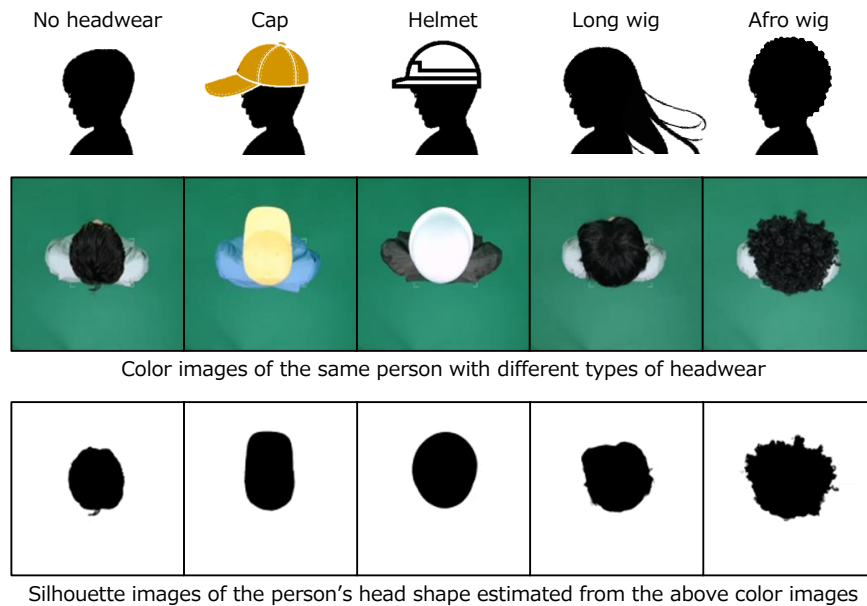 No headwear
Cap
Helmet
Long wig
Afro wig
Color images of the same person with different types of headwear
Silhouette images of the person's head shape estimated from the above color images